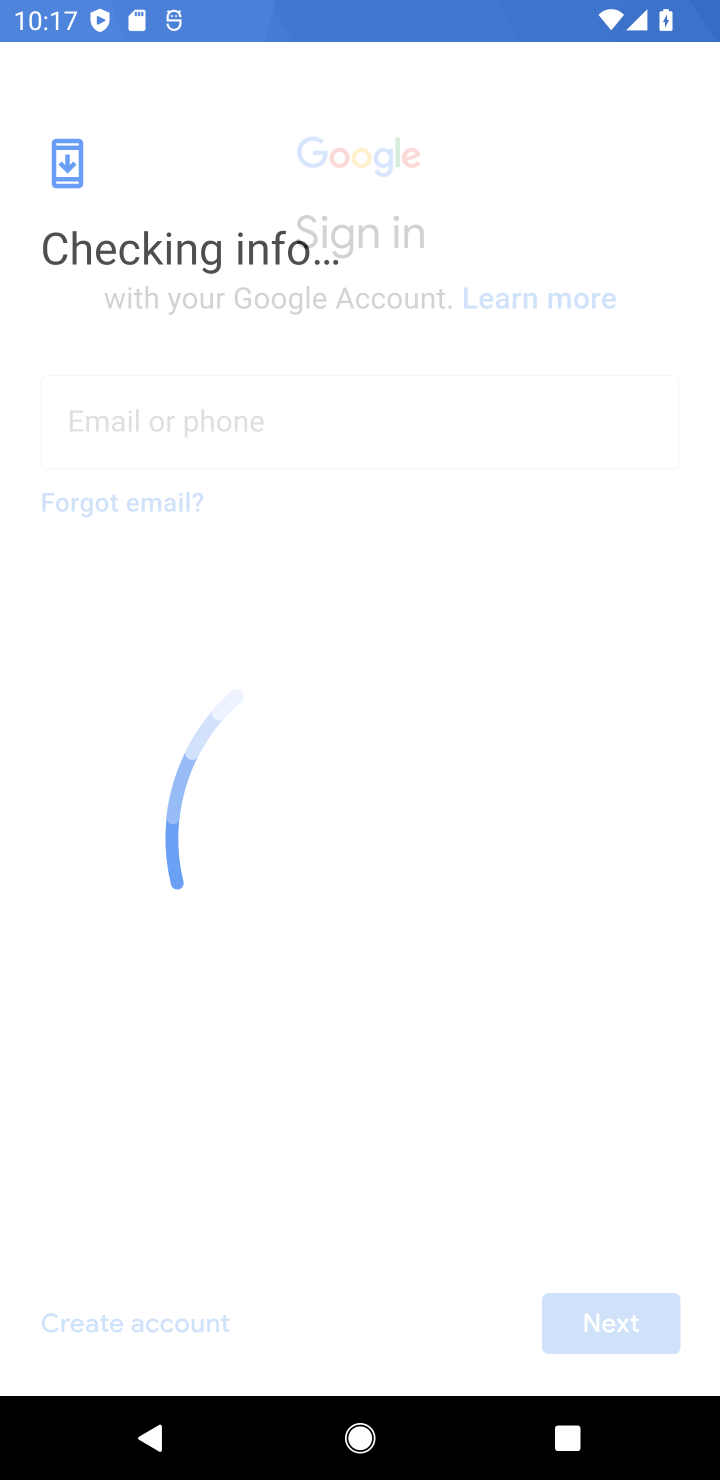 10:17
Google
Sign in
Checking info...
with your Google Account. Learn more
Email or phone
Forgot email?
Create account
Next